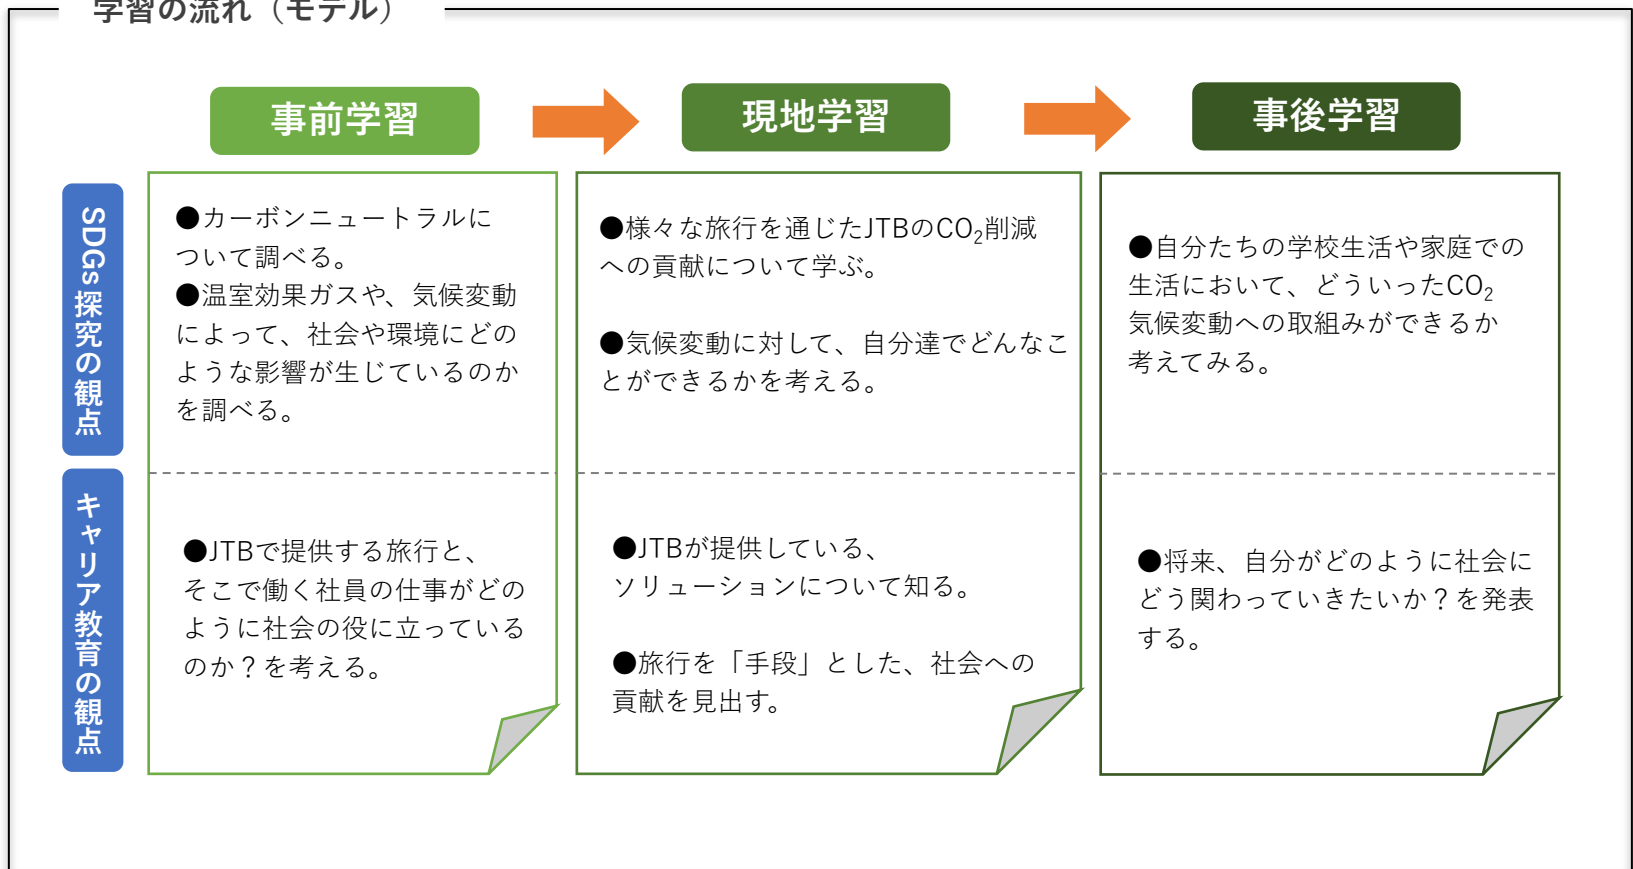 学習の流れ（モデル）
事前学習
現地学習
事後学習
SDGs探究の観点
●カーボンニュートラルに
ついて調べる。
●温室効果ガスや、気候変動
によって、社会や環境にどの
ような影響が生じているのか
を調べる。
●様々な旅行を通じたJTBのCO₂削減
への貢献について学ぶ。
●気候変動に対して、自分達でどんなこ
とができるかを考える。
●自分たちの学校生活や家庭での
生活において、どういったCO₂
気候変動への取組みができるか
考えてみる。
キャリア教育の観点
●JTBで提供する旅行と、
そこで働く社員の仕事がどの
ように社会の役に立っている
のか？を考える。
●JTBが提供している、
ソリューションについて知る。
●旅行を「手段」とした、社会への
貢献を見出す。
●将来、自分がどのように社会に
どう関わっていきたいか？を発表
する。